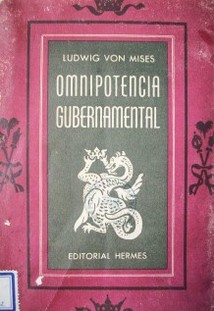 LUDWIG VON MISES
OMNIPOTENCIA
GUBERNAMENTAL
EDITORIAL HERMES